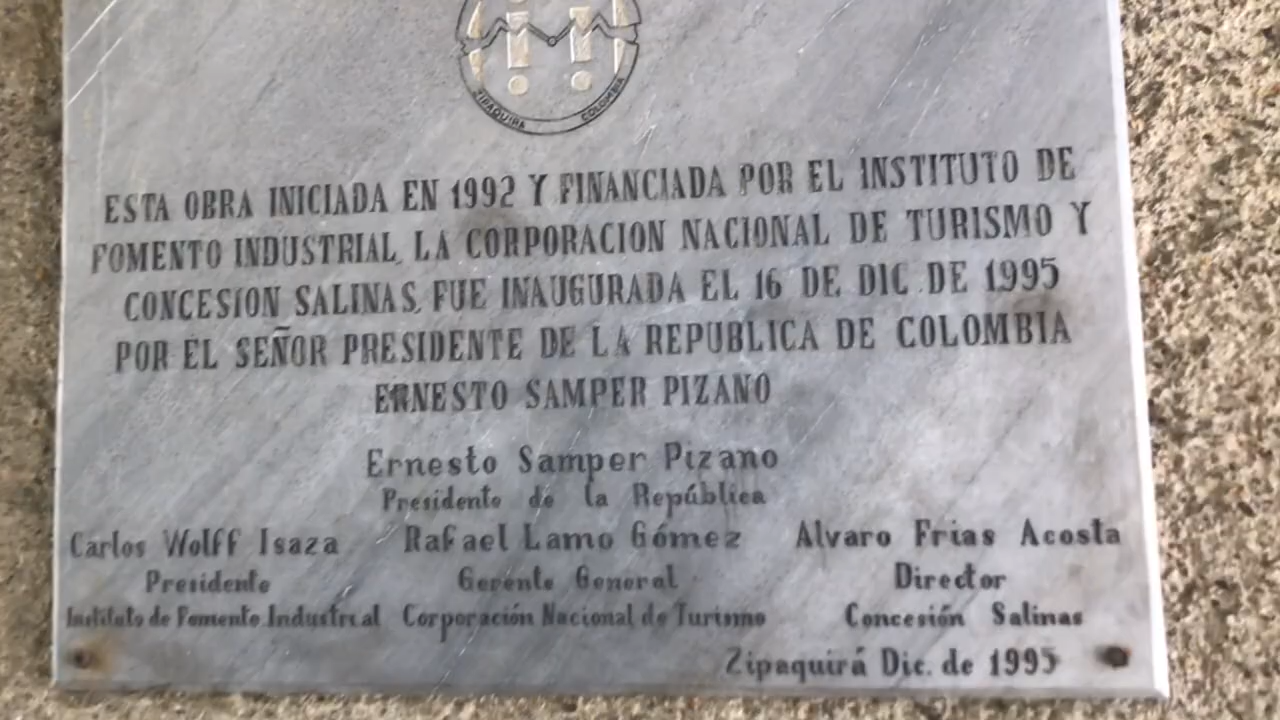 ZIPAQUIRA COLOMBIA
ESTA OBRA INICIADA EN 1992 Y FINANCIADA POR EL INSTITUTO DE
FOMENTO INDUSTRIAL, LA CORPORACION NACIONAL DE TURISMO Y
CONCESION SALINAS, FUE INAUGURADA EL 16 DE DIC. DE 1995
POR EL SEÑOR PRESIDENTE DE LA REPUBLICA DE COLOMBIA
ERNESTO SAMPER PIZANO
Ernesto Samper Pizano
Presidente de la República
Carlos Wolff Isaza Rafael Lamo Gómez Alvaro Frias Acosta
Presidente Gerente General Director
Instituto de Fomento Industrial Corporación Nacional de Turismo Concesión Salinas
Zipaquirá Dic. de 1995